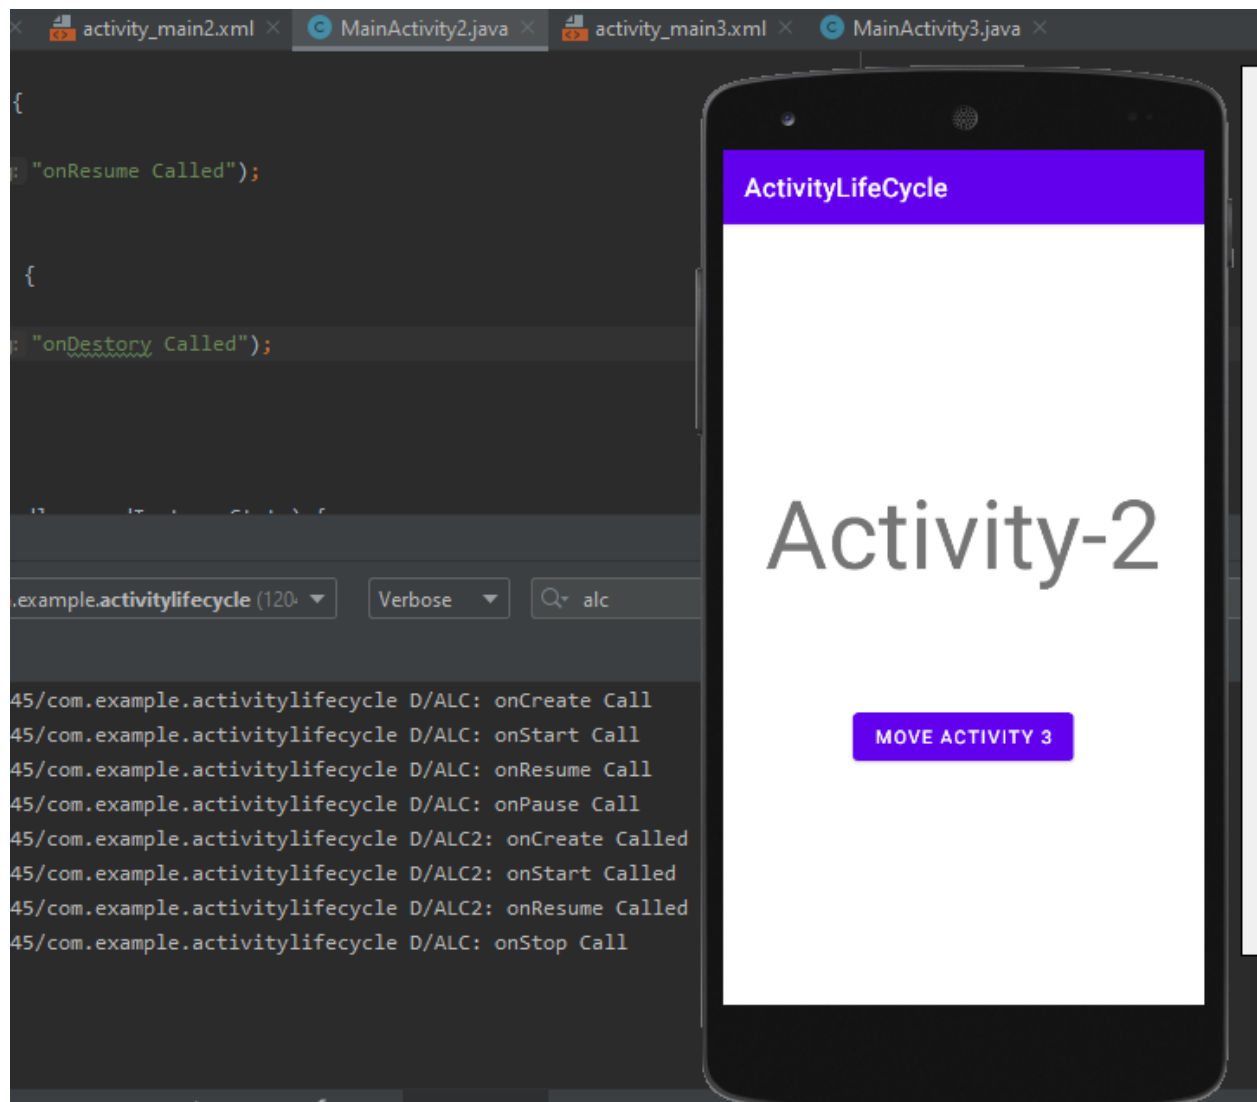 activity_main2.xml
MainActivity2.java
activity_main3.xml
MainActivity3.java
{
"onResume Called");
{
"onDestory Called");
ActivityLifeCycle
Activity-2
MOVE ACTIVITY 3
.example.activitylifecycle (120
Verbose
alc
45/com.example.activitylifecycle D/ALC: onCreate Call
45/com.example.activitylifecycle D/ALC: onStart Call
45/com.example.activitylifecycle D/ALC: onResume Call
45/com.example.activitylifecycle D/ALC: onPause Call
45/com.example.activitylifecycle D/ALC2: onCreate Called
45/com.example.activitylifecycle D/ALC2: onStart Called
45/com.example.activitylifecycle D/ALC2: onResume Called
45/com.example.activitylifecycle D/ALC: onStop Call